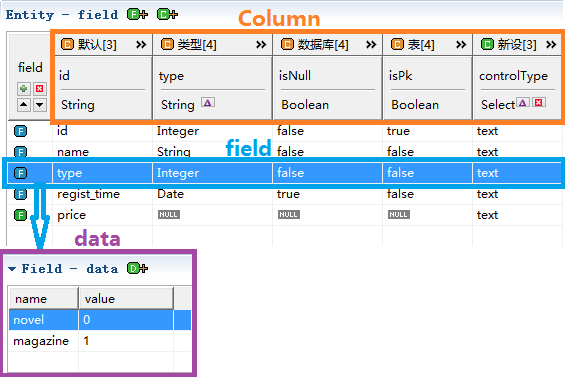 Entity - field F+ C+
Column
field
C 默认[3] >> C 类型[4] >> C 数据库[4] >> C 表[4] >> C 新设[3] >>
id type isNull isPk controlType
String String A Boolean Boolean Select A
F id Integer false true text
F name String false false text
field
F type Integer false false text
F regist_time Date true false text
F price NULL NULL NULL text
data
Field - data D+
name value
novel 0
magazine 1